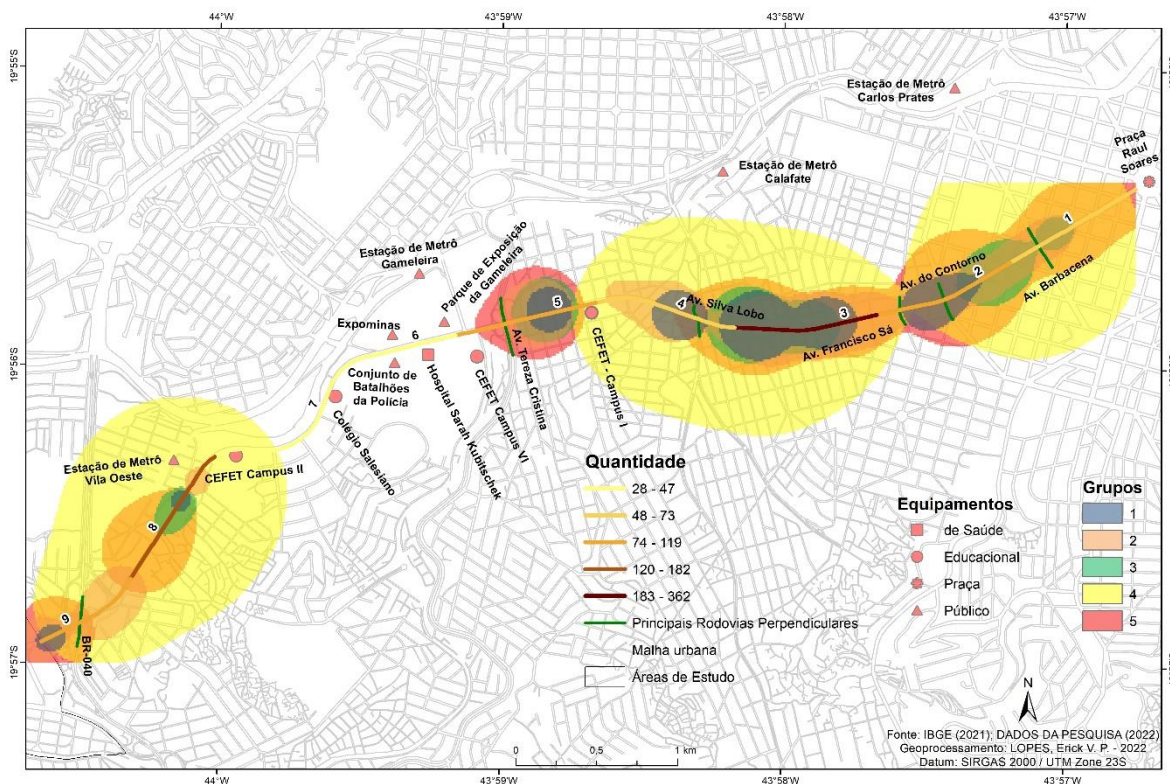 44°W
43°59'W
43°58'W
43°57'W
19°55'S
Estação de Metrô
Carlos Prates
Praça
Raul
Soares
Estação de Metrô
Calafate
1
Estação de Metrô
Gameleira
Parque de Exposição
da Gameleira
Av. do Contorno
2
Av. Barbacena
5
Av. Silva Lobo
4
3
Av. Francisco Sá
Expominas
6
19°56'S
Conjunto de
Batalhões
da Polícia
Hospital Sarah Kubitschek
CEFET Campus VI
Av. Tereza Cristina
CEFET - Campus I
7
Colégio Salesiano
Estação de Metrô
Vila Oeste
CEFET Campus II
8
9
BR-040
19°57'S
Quantidade
28 - 47
48 - 73
74 - 119
120 - 182
183 - 362
Principais Rodovias Perpendiculares
Malha urbana
Áreas de Estudo
Equipamentos
de Saúde
Educacional
Praça
Público
Grupos
1
2
3
4
5
N
0
0,5
1 km
Fonte: IBGE (2021); DADOS DA PESQUISA (2022)
Geoprocessamento: LOPES, Erick V. P. - 2022
Datum: SIRGAS 2000 / UTM Zone 23S
44°W
43°59'W
43°58'W
43°57'W